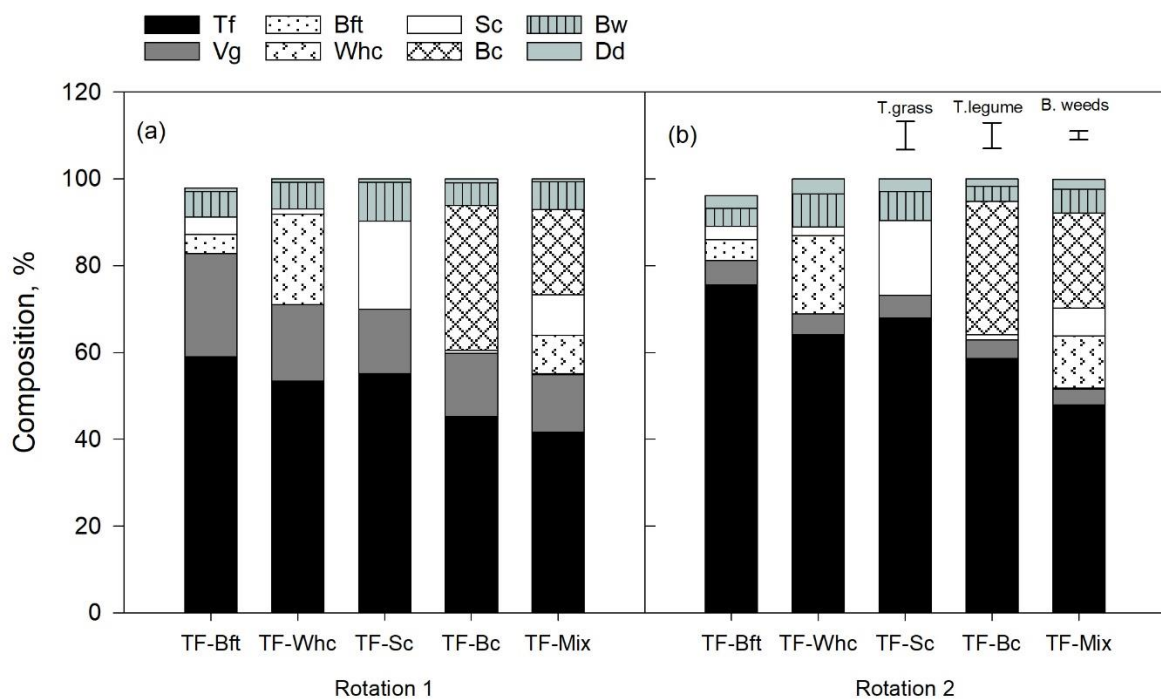 Tf Bft Sc Bw
Vg Whc Bc Dd
120
100
80
60
40
20
0
Composition, %
(a)
(b)
T.grass T.legume B. weeds
TF-Bft TF-Whc TF-Sc TF-Bc TF-Mix
TF-Bft TF-Whc TF-Sc TF-Bc TF-Mix
Rotation 1
Rotation 2